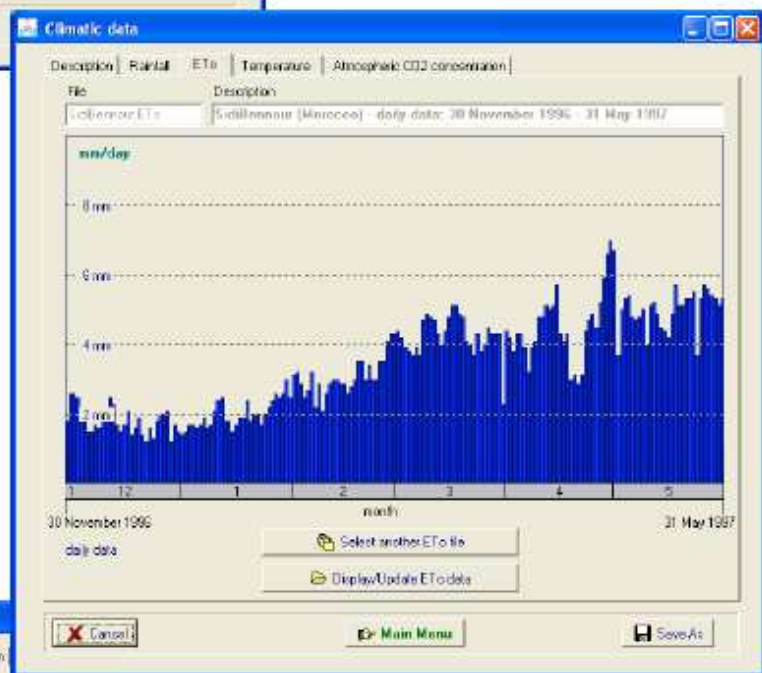 Climatic data
Description Rainfall ETo Temperature Atmospheric CO2 concentration
File Description
Sidibennour (Morocco) - daily data: 30 November 1996 - 31 May 1997
mm/day
8 mm
6 mm
4 mm
2 mm
1 12 1 2 3 4 5
month
30 November 1996 31 May 1997
daily data
Select another ETo file
Display/Update ETo data
Cancel Main Menu Save As